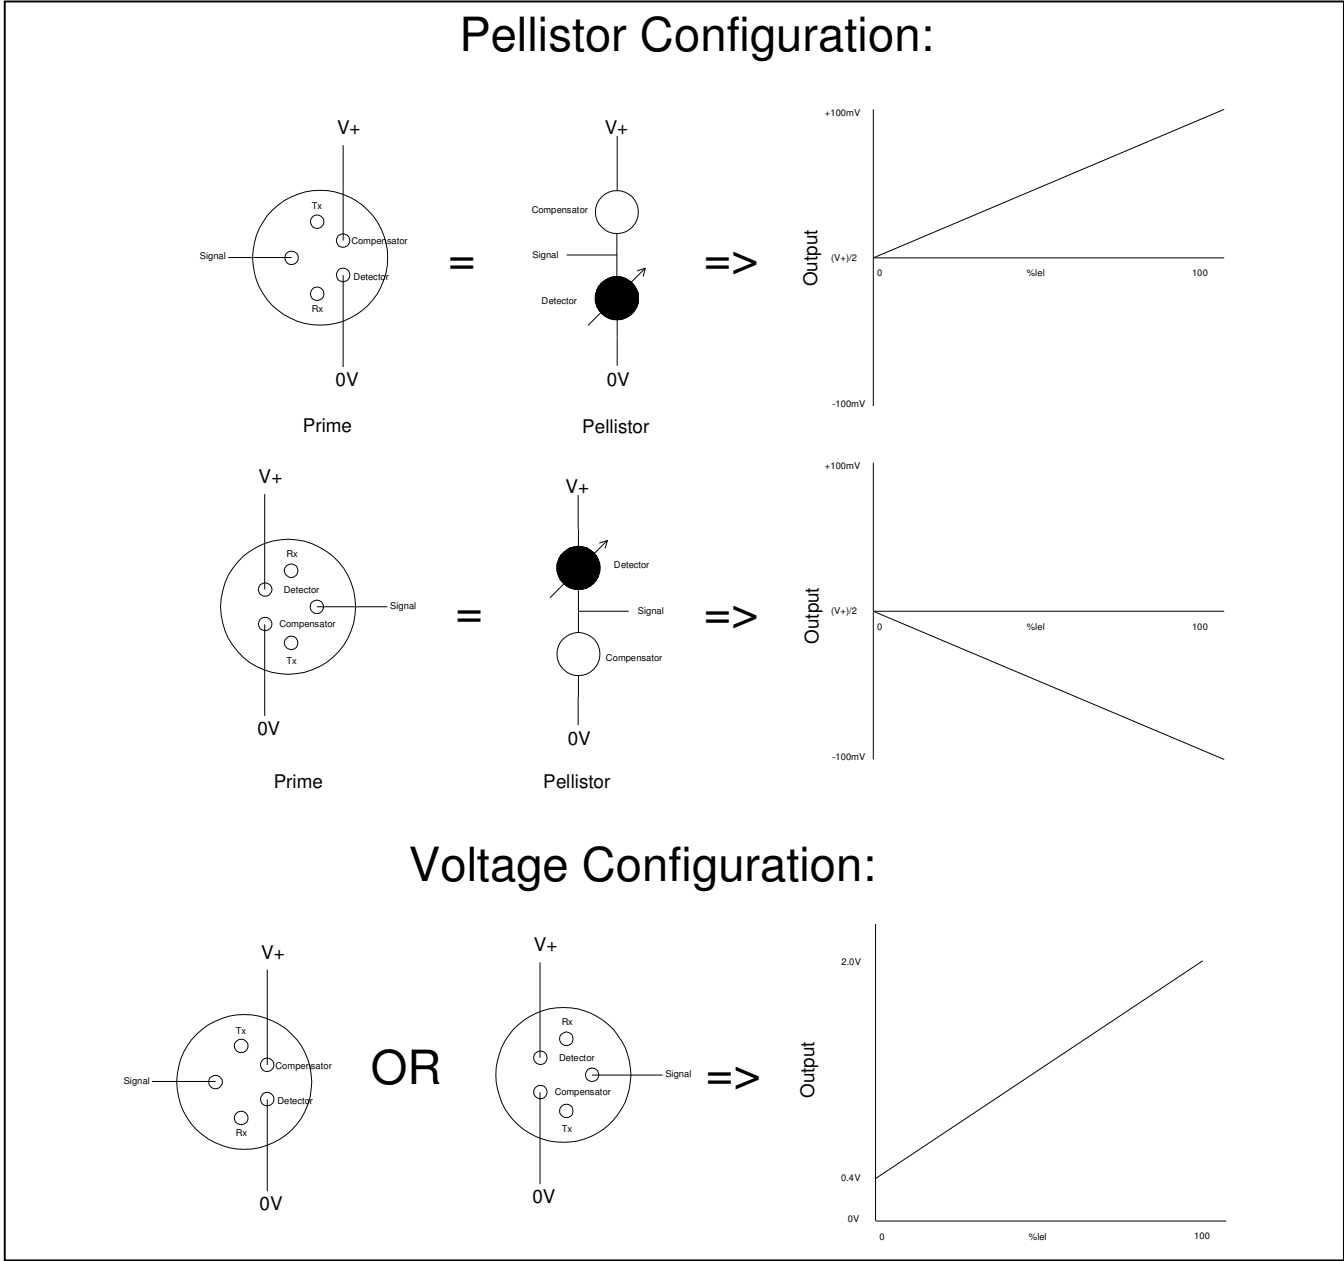 Pellistor Configuration:
V+
Tx
Compensator
Signal
Detector
Rx
0V
Prime
=
V+
Compensator
Signal
Detector
0V
Pellistor
=>
+100mV
Output
(V+)/2
0
%lel
100
-100mV
V+
Rx
Detector
Signal
Compensator
Tx
0V
Prime
=
V+
Detector
Signal
Compensator
0V
Pellistor
=>
+100mV
Output
(V+)/2
0
%lel
100
-100mV
Voltage Configuration:
V+
Tx
Compensator
Signal
Detector
Rx
0V
OR
V+
Rx
Detector
Signal
Compensator
Tx
0V
=>
2.0V
Output
0.4V
0V
0
%lel
100